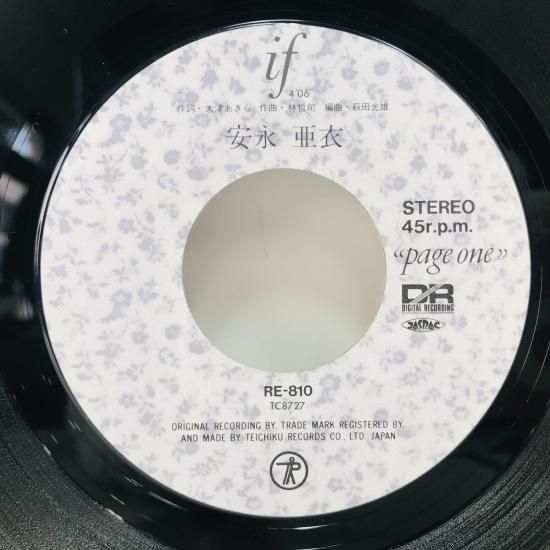 if
4'06
作詞・大津あきら 作曲・林哲司 編曲・萩田光雄
安永 亜衣
STEREO
45r.p.m.
“page one”
DR
DIGITAL RECORDING
JASRAC
RE-810
TC8727
ORIGINAL RECORDING BY, TRADE MARK REGISTERED BY,
AND MADE BY TEICHIKU RECORDS CO., LTD. JAPAN